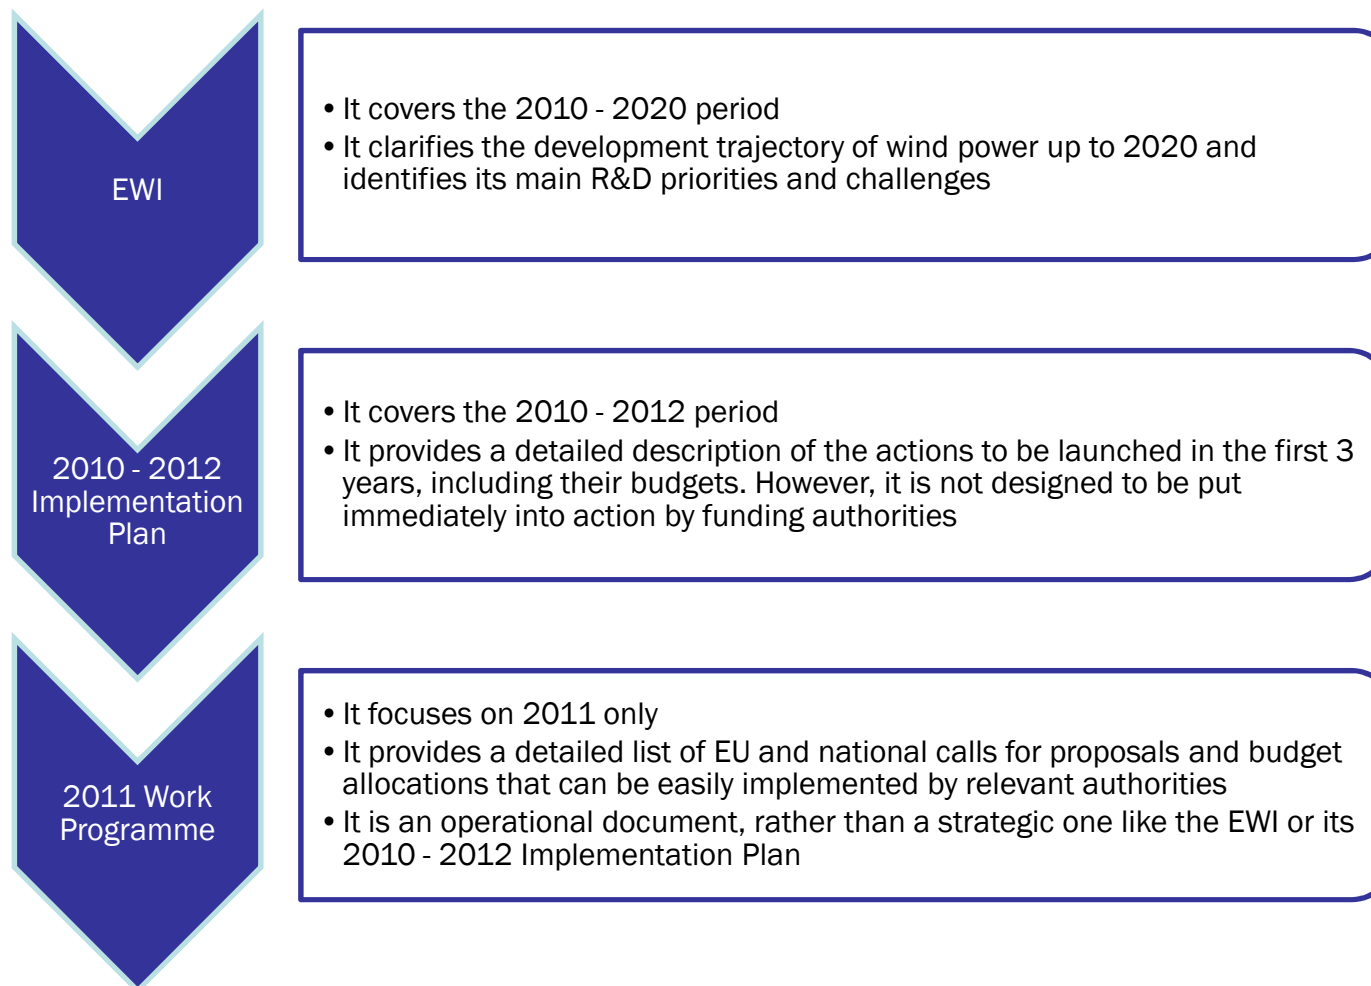 EWI
• It covers the 2010 - 2020 period
• It clarifies the development trajectory of wind power up to 2020 and
identifies its main R&D priorities and challenges
2010 - 2012
Implementation
Plan
• It covers the 2010 - 2012 period
• It provides a detailed description of the actions to be launched in the first 3
years, including their budgets. However, it is not designed to be put
immediately into action by funding authorities
2011 Work
Programme
• It focuses on 2011 only
• It provides a detailed list of EU and national calls for proposals and budget
allocations that can be easily implemented by relevant authorities
• It is an operational document, rather than a strategic one like the EWI or its
2010 - 2012 Implementation Plan